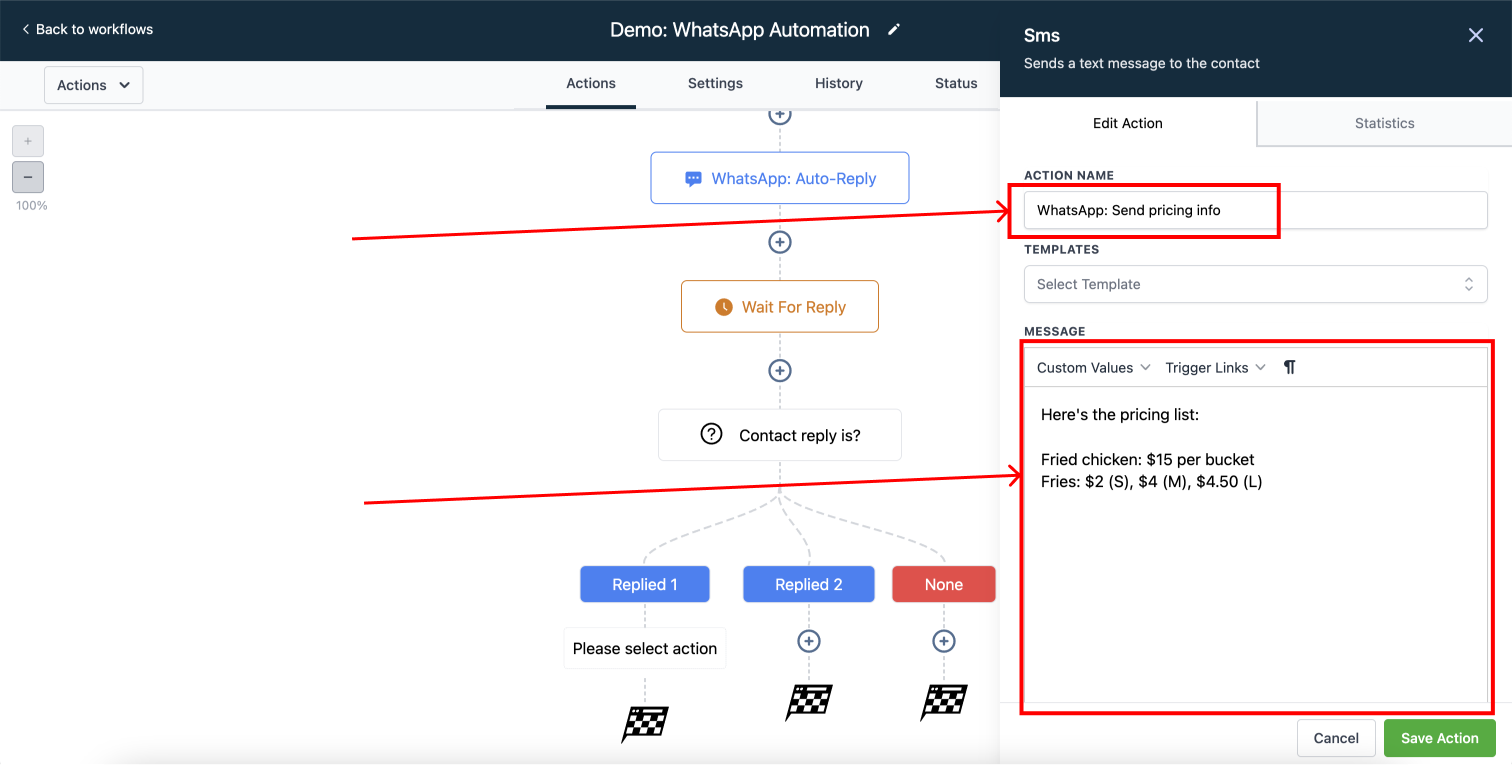 Back to workflows
Demo: WhatsApp Automation
Actions
Actions
Settings
History
Status
+
−
100%
WhatsApp: Auto-Reply
Wait For Reply
Contact reply is?
Replied 1
Replied 2
None
Please select action
Sms
Sends a text message to the contact
Edit Action
Statistics
ACTION NAME
WhatsApp: Send pricing info
TEMPLATES
Select Template
MESSAGE
Custom Values
Trigger Links
¶
Here's the pricing list:
Fried chicken: $15 per bucket
Fries: $2 (S), $4 (M), $4.50 (L)
Cancel
Save Action